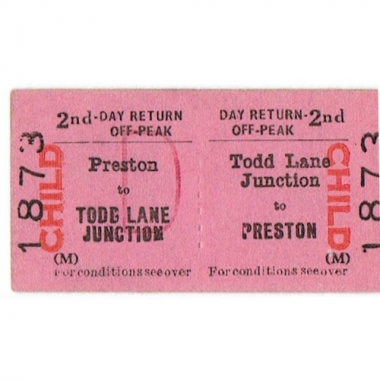 2nd-DAY RETURN
OFF-PEAK
Preston
to
TODD LANE
JUNCTION
(M)
For conditions see over
CHILD
1873
DAY RETURN-2nd
OFF-PEAK
Todd Lane
Junction
to
PRESTON
(M)
For conditions see over
CHILD
1873